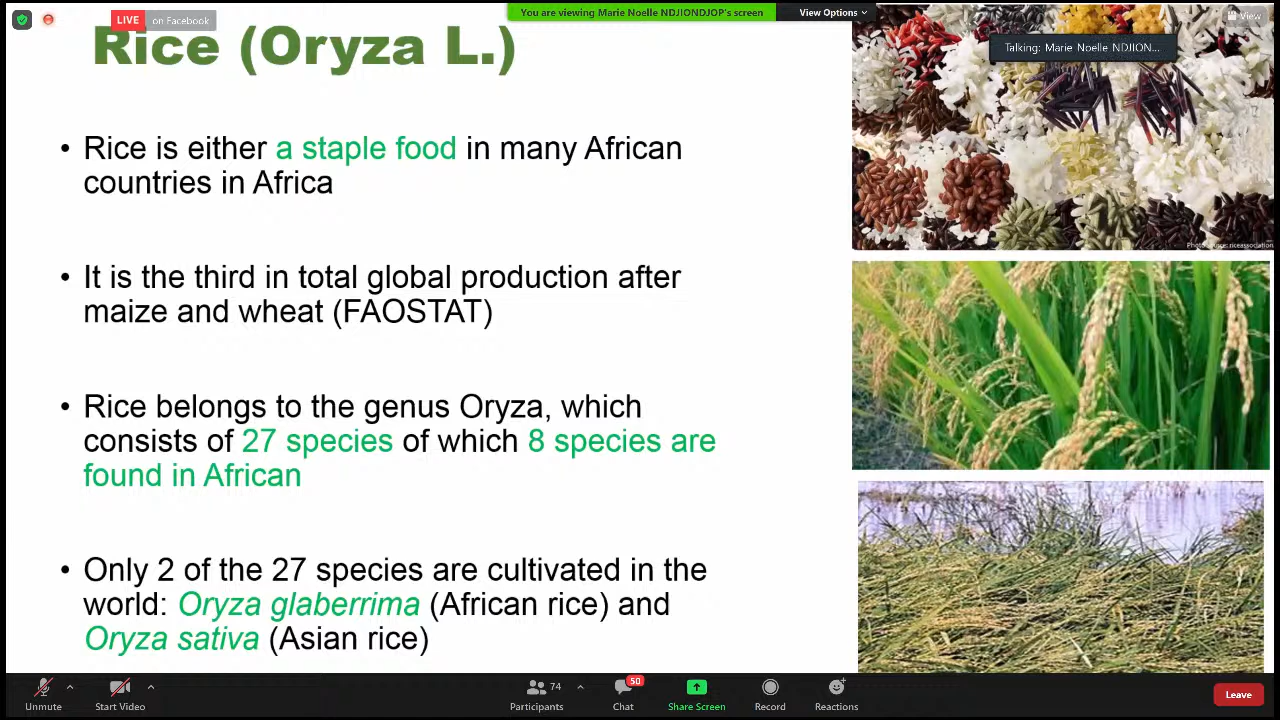 LIVE on Facebook
You are viewing Marie Noelle NDJIONDJOP's screen
View Options
View
Talking: Marie Noelle NDJION...
Rice (Oryza L.)
• Rice is either a staple food in many African
countries in Africa
• It is the third in total global production after
maize and wheat (FAOSTAT)
• Rice belongs to the genus Oryza, which
consists of 27 species of which 8 species are
found in African
• Only 2 of the 27 species are cultivated in the
world: Oryza glaberrima (African rice) and
Oryza sativa (Asian rice)
Unmute
Start Video
74
Participants
50
Chat
Share Screen
Record
Reactions
Leave